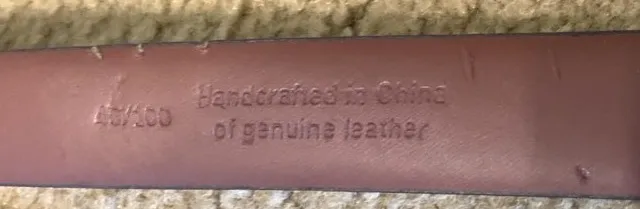 Handcrafted in China
40/100 of genuine leather